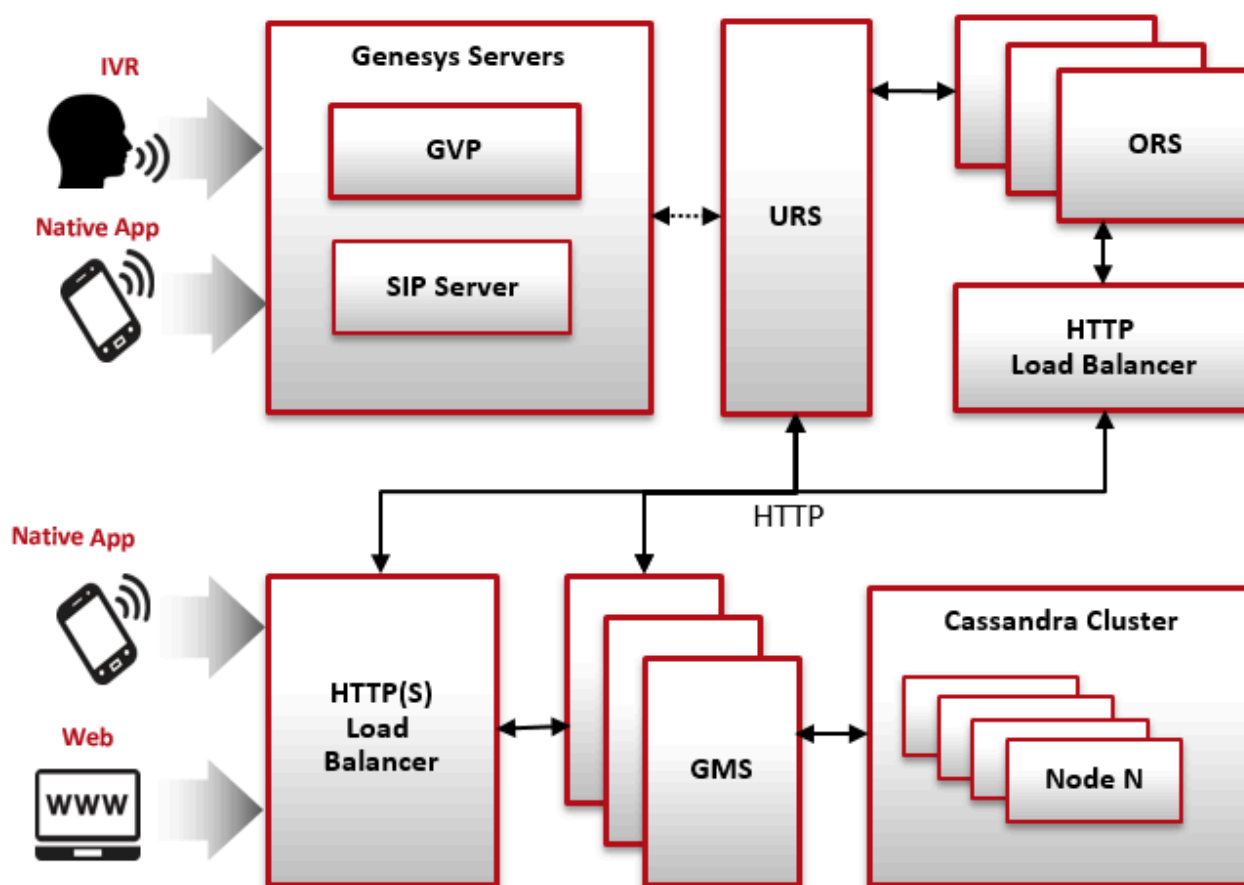 IVR
Genesys Servers
GVP
Native App
SIP Server
URS
ORS
HTTP
Load Balancer
HTTP
Native App
HTTP(S)
Load
Balancer
Web
WWW
GMS
Cassandra Cluster
Node N